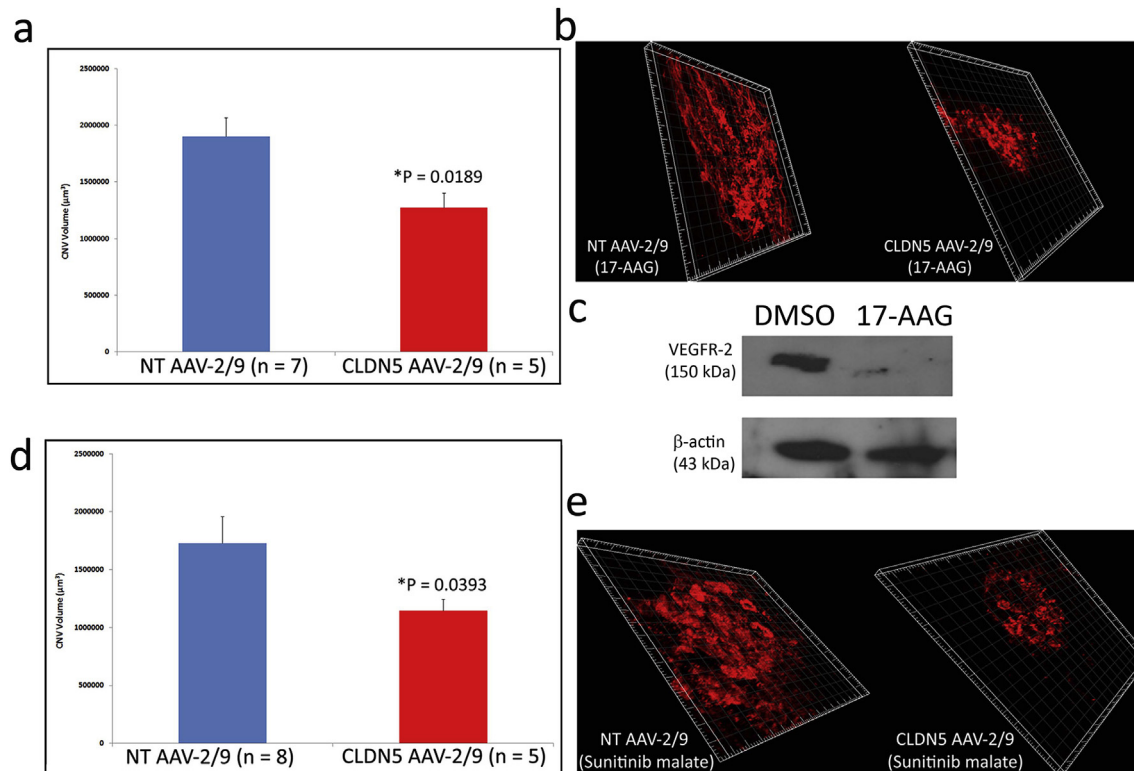 a
2500000
2000000
1500000
1000000
500000
0
CNV Volume (µm³)
*P = 0.0189
NT AAV-2/9 (n = 7)
CLDN5 AAV-2/9 (n = 5)
b
NT AAV-2/9
(17-AAG)
CLDN5 AAV-2/9
(17-AAG)
c
DMSO
17-AAG
VEGFR-2
(150 kDa)
β-actin
(43 kDa)
d
2500000
2000000
1500000
1000000
500000
0
CNV Volume (µm³)
*P = 0.0393
NT AAV-2/9 (n = 8)
CLDN5 AAV-2/9 (n = 5)
e
NT AAV-2/9
(Sunitinib malate)
CLDN5 AAV-2/9
(Sunitinib malate)